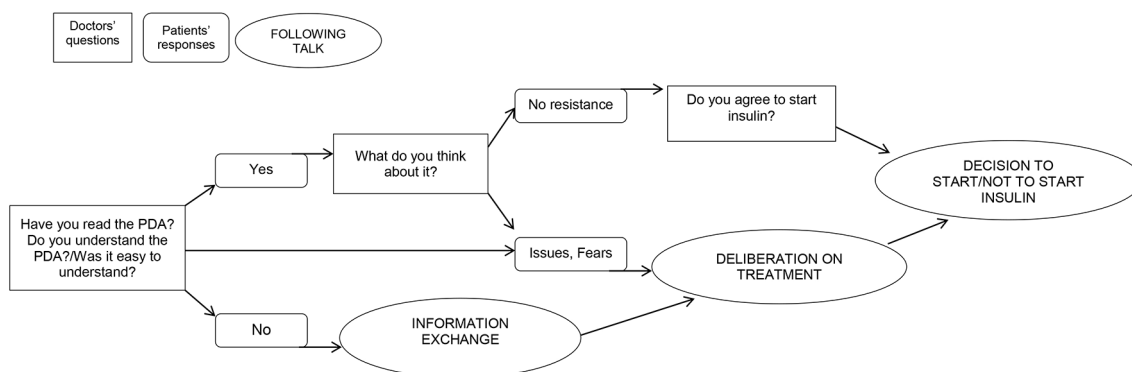 Doctors'
questions
Patients'
responses
FOLLOWING
TALK
No resistance
Do you agree to start
insulin?
Yes
What do you think
about it?
DECISION TO
START/NOT TO START
INSULIN
Have you read the PDA?
Do you understand the
PDA?/Was it easy to
understand?
Issues, Fears
DELIBERATION ON
TREATMENT
No
INFORMATION
EXCHANGE